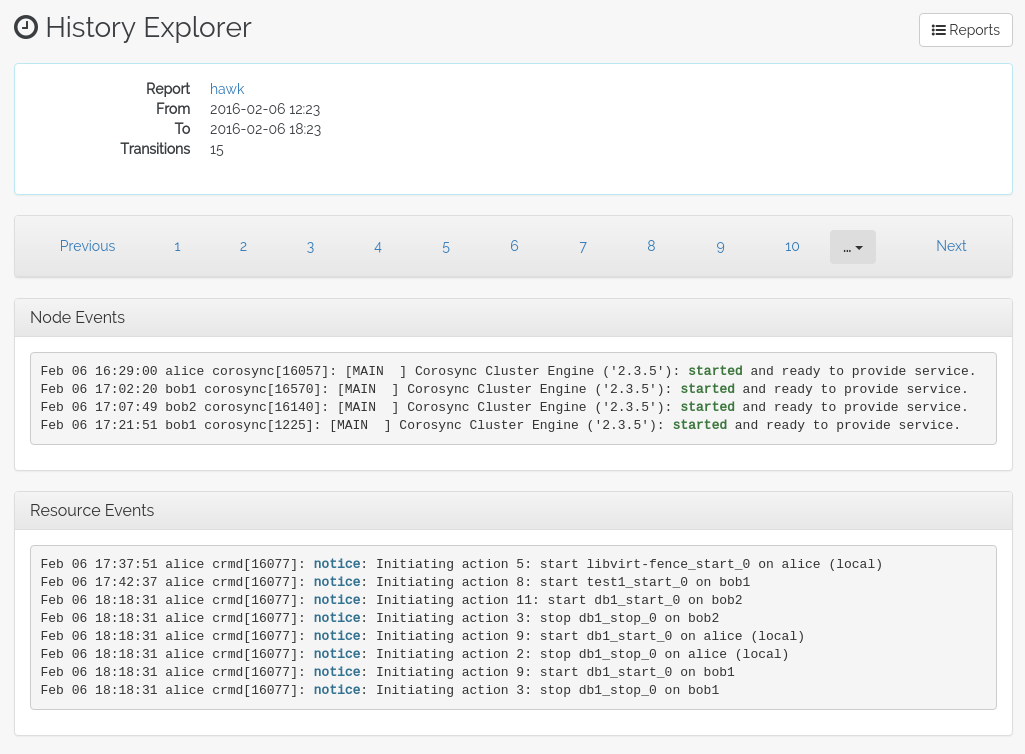 History Explorer
Reports
Report hawk
From 2016-02-06 12:23
To 2016-02-06 18:23
Transitions 15
Previous 1 2 3 4 5 6 7 8 9 10 ... Next
Node Events
Feb 06 16:29:00 alice corosync[16057]: [MAIN  ] Corosync Cluster Engine ('2.3.5'): started and ready to provide service.
Feb 06 17:02:20 bob1 corosync[16570]: [MAIN  ] Corosync Cluster Engine ('2.3.5'): started and ready to provide service.
Feb 06 17:07:49 bob2 corosync[16140]: [MAIN  ] Corosync Cluster Engine ('2.3.5'): started and ready to provide service.
Feb 06 17:21:51 bob1 corosync[1225]: [MAIN  ] Corosync Cluster Engine ('2.3.5'): started and ready to provide service.
Resource Events
Feb 06 17:37:51 alice crmd[16077]: notice: Initiating action 5: start libvirt-fence_start_0 on alice (local)
Feb 06 17:42:37 alice crmd[16077]: notice: Initiating action 8: start test1_start_0 on bob1
Feb 06 18:18:31 alice crmd[16077]: notice: Initiating action 11: start db1_start_0 on bob2
Feb 06 18:18:31 alice crmd[16077]: notice: Initiating action 3: stop db1_stop_0 on bob2
Feb 06 18:18:31 alice crmd[16077]: notice: Initiating action 9: start db1_start_0 on alice (local)
Feb 06 18:18:31 alice crmd[16077]: notice: Initiating action 2: stop db1_stop_0 on alice (local)
Feb 06 18:18:31 alice crmd[16077]: notice: Initiating action 9: start db1_start_0 on bob1
Feb 06 18:18:31 alice crmd[16077]: notice: Initiating action 3: stop db1_stop_0 on bob1